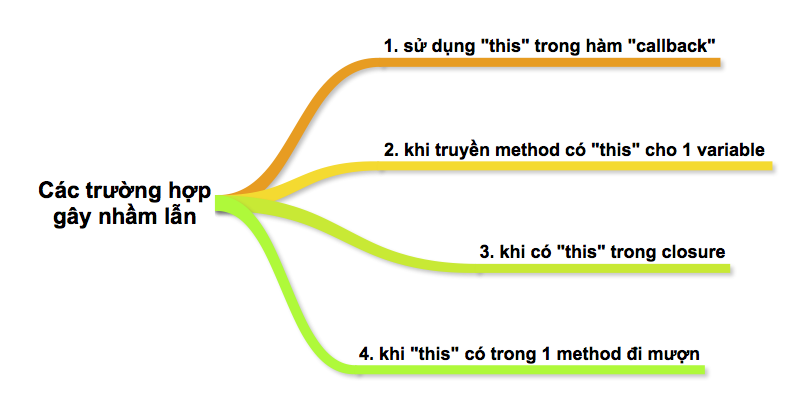 Các trường hợp
gây nhầm lẫn
1. sử dụng "this" trong hàm "callback"
2. khi truyền method có "this" cho 1 variable
3. khi có "this" trong closure
4. khi "this" có trong 1 method đi mượn